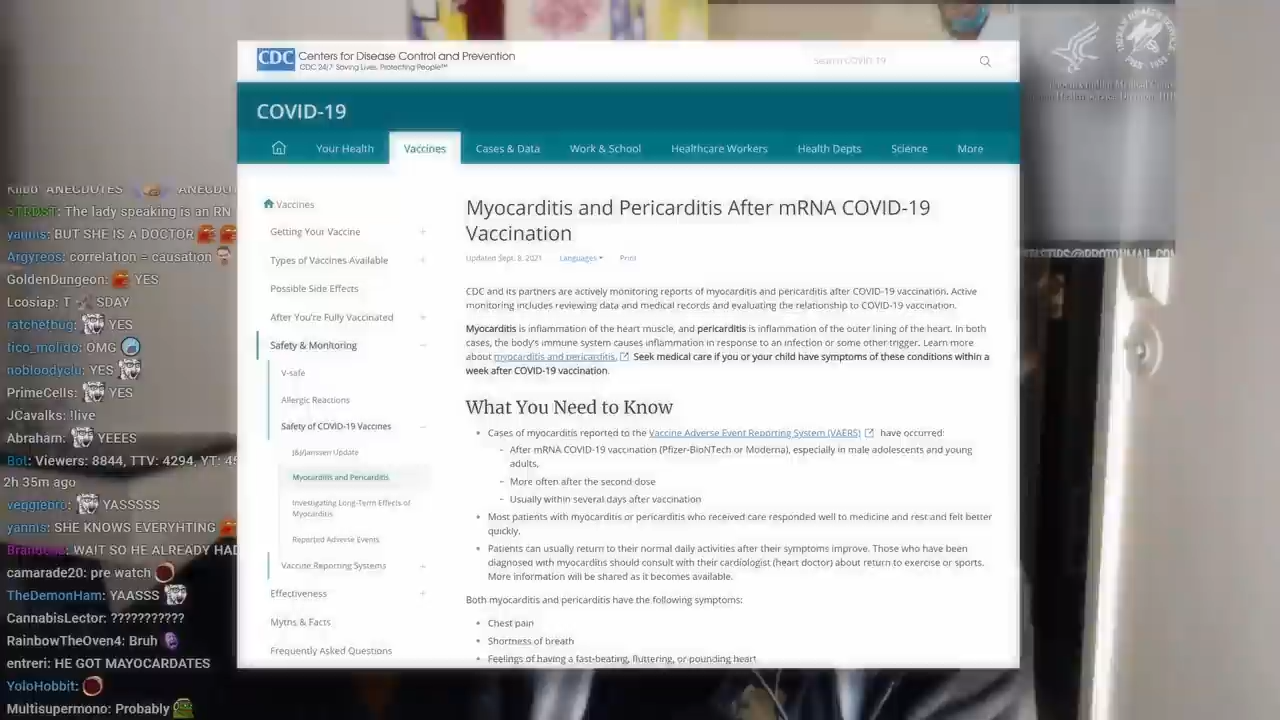 CDC Centers for Disease Control and Prevention
CDC 24/7: Saving Lives, Protecting People™
Search COVID-19
COVID-19
Your Health
Vaccines
Cases & Data
Work & School
Healthcare Workers
Health Depts
Science
More
Vaccines
Getting Your Vaccine
Types of Vaccines Available
Possible Side Effects
After You're Fully Vaccinated
Safety & Monitoring
V-safe
Allergic Reactions
Safety of COVID-19 Vaccines
J&J/Janssen Update
Myocarditis and Pericarditis
Investigating Long-Term Effects of
Myocarditis
Reported Adverse Events
Vaccine Reporting Systems
Effectiveness
Myths & Facts
Frequently Asked Questions
Myocarditis and Pericarditis After mRNA COVID-19
Vaccination
Updated Sept. 8, 2021 Languages Print
CDC and its partners are actively monitoring reports of myocarditis and pericarditis after COVID-19 vaccination. Active
monitoring includes reviewing data and medical records and evaluating the relationship to COVID-19 vaccination.
Myocarditis is inflammation of the heart muscle, and pericarditis is inflammation of the outer lining of the heart. In both
cases, the body's immune system causes inflammation in response to an infection or some other trigger. Learn more
about myocarditis and pericarditis. Seek medical care if you or your child have symptoms of these conditions within a
week after COVID-19 vaccination.
What You Need to Know
• Cases of myocarditis reported to the Vaccine Adverse Event Reporting System (VAERS) have occurred:
– After mRNA COVID-19 vaccination (Pfizer-BioNTech or Moderna), especially in male adolescents and young
adults,
– More often after the second dose
– Usually within several days after vaccination
• Most patients with myocarditis or pericarditis who received care responded well to medicine and rest and felt better
quickly.
• Patients can usually return to their normal daily activities after their symptoms improve. Those who have been
diagnosed with myocarditis should consult with their cardiologist (heart doctor) about return to exercise or sports.
More information will be shared as it becomes available.
Both myocarditis and pericarditis have the following symptoms:
• Chest pain
• Shortness of breath
• Feelings of having a fast-beating, fluttering, or pounding heart
ANECDOTES
STRDST: The lady speaking is an RN
yannis: BUT SHE IS A DOCTOR
Argyreos: correlation = causation
GoldenDungeon: YES
Lcosiap: T SDAY
ratchetbug: YES
tico_molido: OMG
nobloodyclu: YES
PrimeCells: YES
JCavalks: !live
Abraham: YEEES
Bot: Viewers: 8844, TTV: 4294, YT: 45
2h 35m ago
veggiebro: YASSSSS
yannis: SHE KNOWS EVERYHTING
WAIT SO HE ALREADY HAD
camarade20: pre watch
TheDemonHam: YAASSS
CannabisLector: ???????????
RainbowTheOven4: Bruh
entreri: HE GOT MAYOCARDATES
YoloHobbit:
Multisupermono: Probably